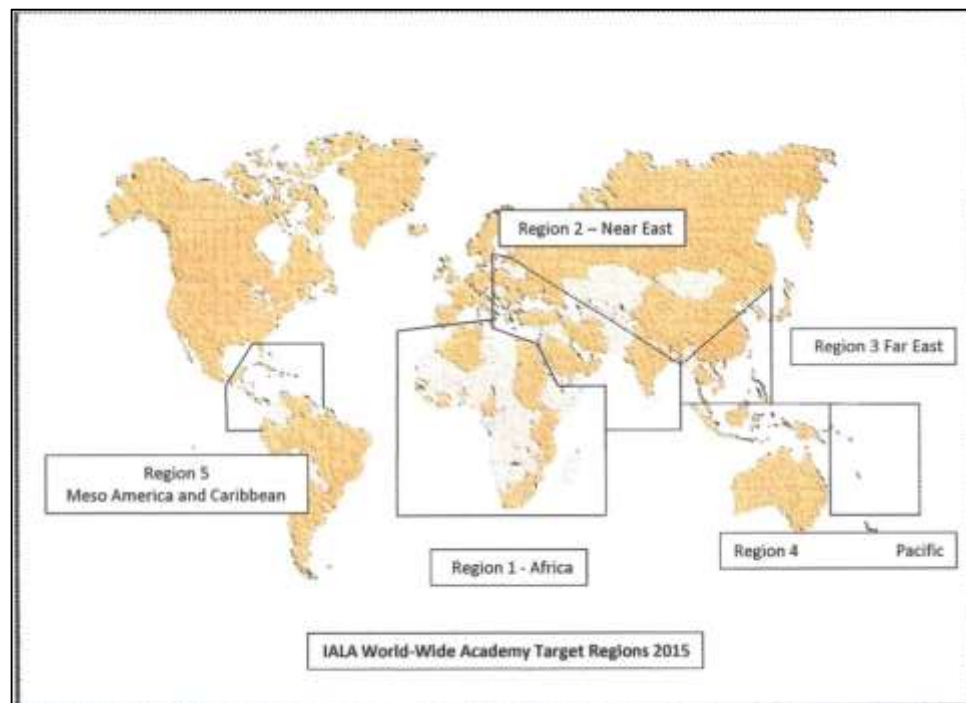 Region 2 – Near East
Region 3 Far East
Region 5
Meso America and Caribbean
Region 4 Pacific
Region 1 - Africa
IALA World-Wide Academy Target Regions 2015